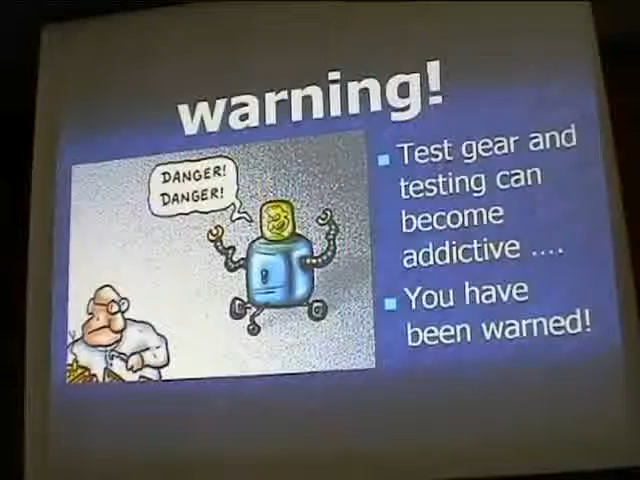 warning!
DANGER!
DANGER!
Test gear and
testing can
become
addictive ....
You have
been warned!